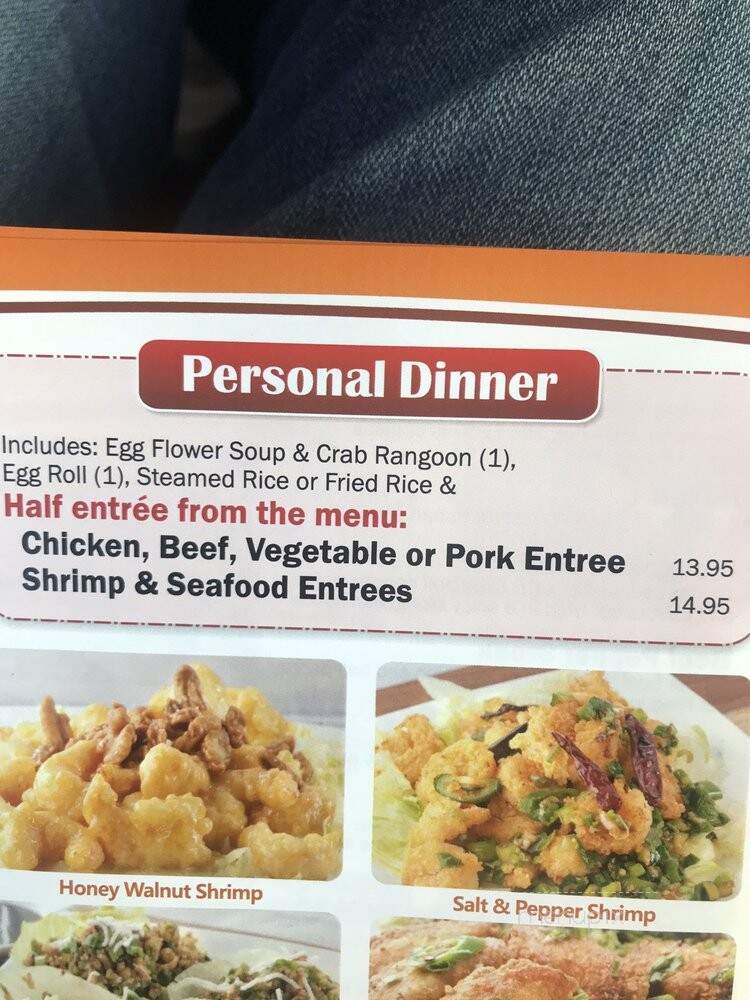 Personal Dinner
Includes: Egg Flower Soup & Crab Rangoon (1),
Egg Roll (1), Steamed Rice or Fried Rice &
Half entrée from the menu:
Chicken, Beef, Vegetable or Pork Entree 13.95
Shrimp & Seafood Entrees 14.95
Honey Walnut Shrimp
Salt & Pepper Shrimp